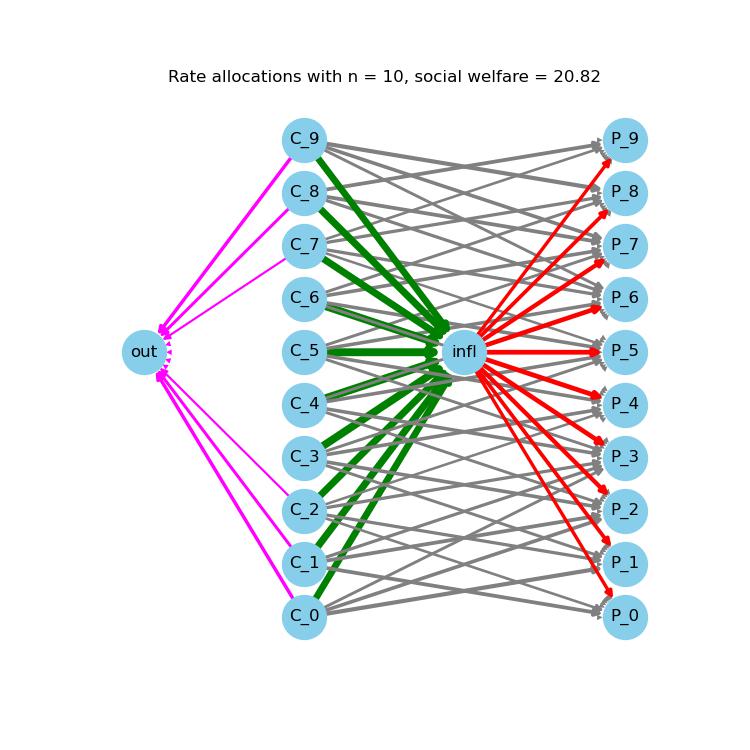 Rate allocations with n = 10, social welfare = 20.82
C_9
P_9
C_8
P_8
C_7
P_7
C_6
P_6
out
C_5
infl
P_5
C_4
P_4
C_3
P_3
C_2
P_2
C_1
P_1
C_0
P_0